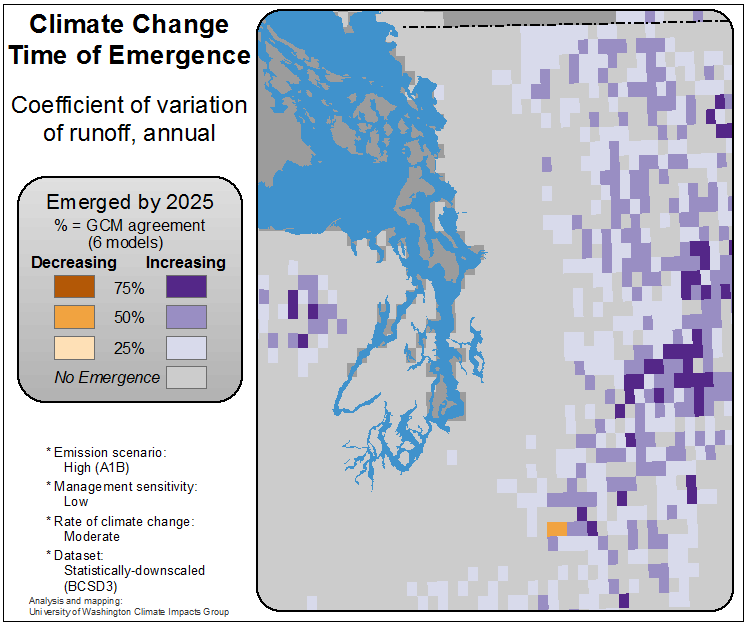 Climate Change
Time of Emergence
Coefficient of variation
of runoff, annual
Emerged by 2025
% = GCM agreement
(6 models)
Decreasing Increasing
75%
50%
25%
No Emergence
* Emission scenario:
High (A1B)
* Management sensitivity:
Low
* Rate of climate change:
Moderate
* Dataset:
Statistically-downscaled
(BCSD3)
Analysis and mapping:
University of Washington Climate Impacts Group